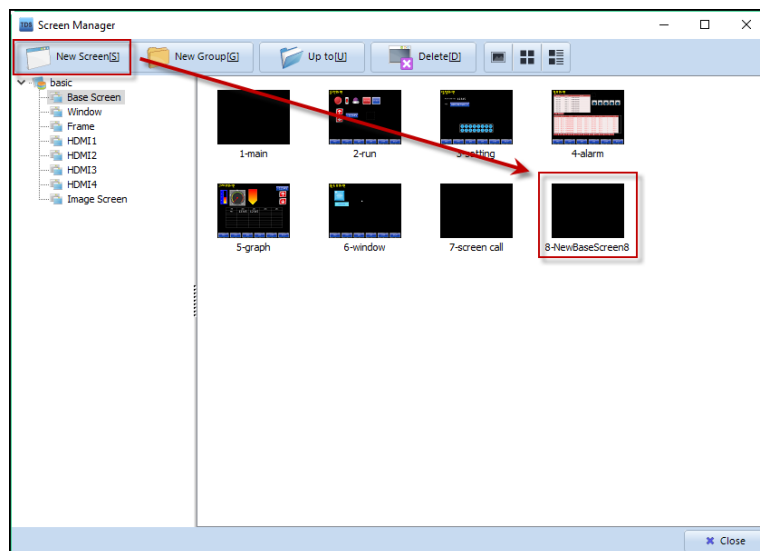 Screen Manager
New Screen[S]
New Group[G]
Up to[U]
Delete[D]
basic
Base Screen
Window
Frame
HDMI1
HDMI2
HDMI3
HDMI4
Image Screen
1-main
2-run
3-setting
4-alarm
5-graph
6-window
7-screen call
8-NewBaseScreen8
Close